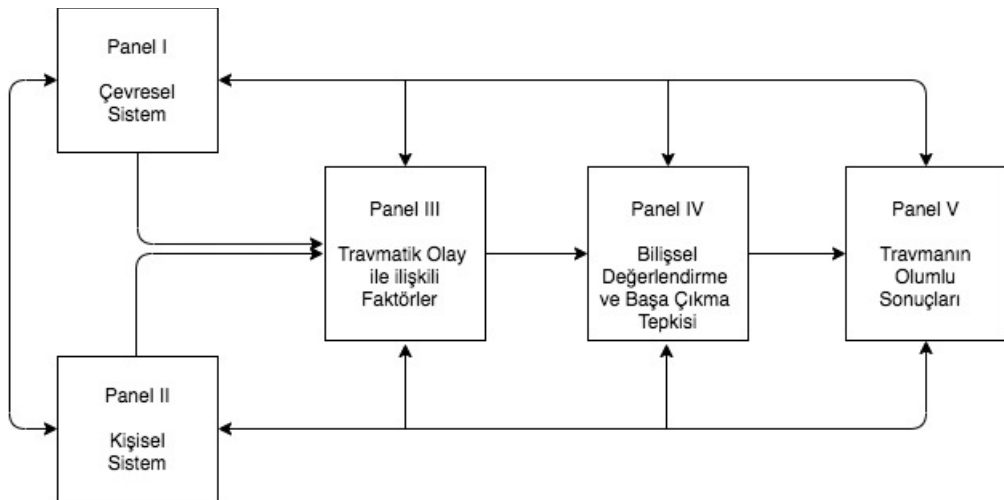 Panel I
Çevresel
Sistem
Panel II
Kişisel
Sistem
Panel III
Travmatik Olay
ile ilişkili
Faktörler
Panel IV
Bilişsel
Değerlendirme
ve Başa Çıkma
Tepkisi
Panel V
Travmanın
Olumlu
Sonuçları